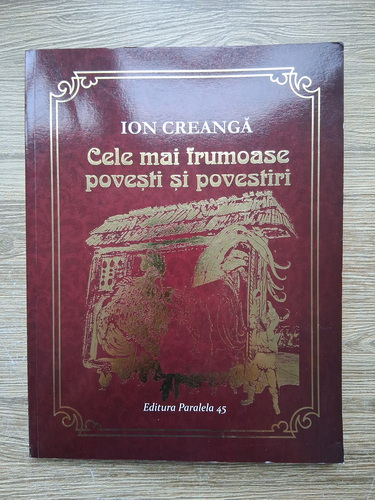 ION CREANGĂ
Cele mai frumoase
povești și povestiri
Editura Paralela 45